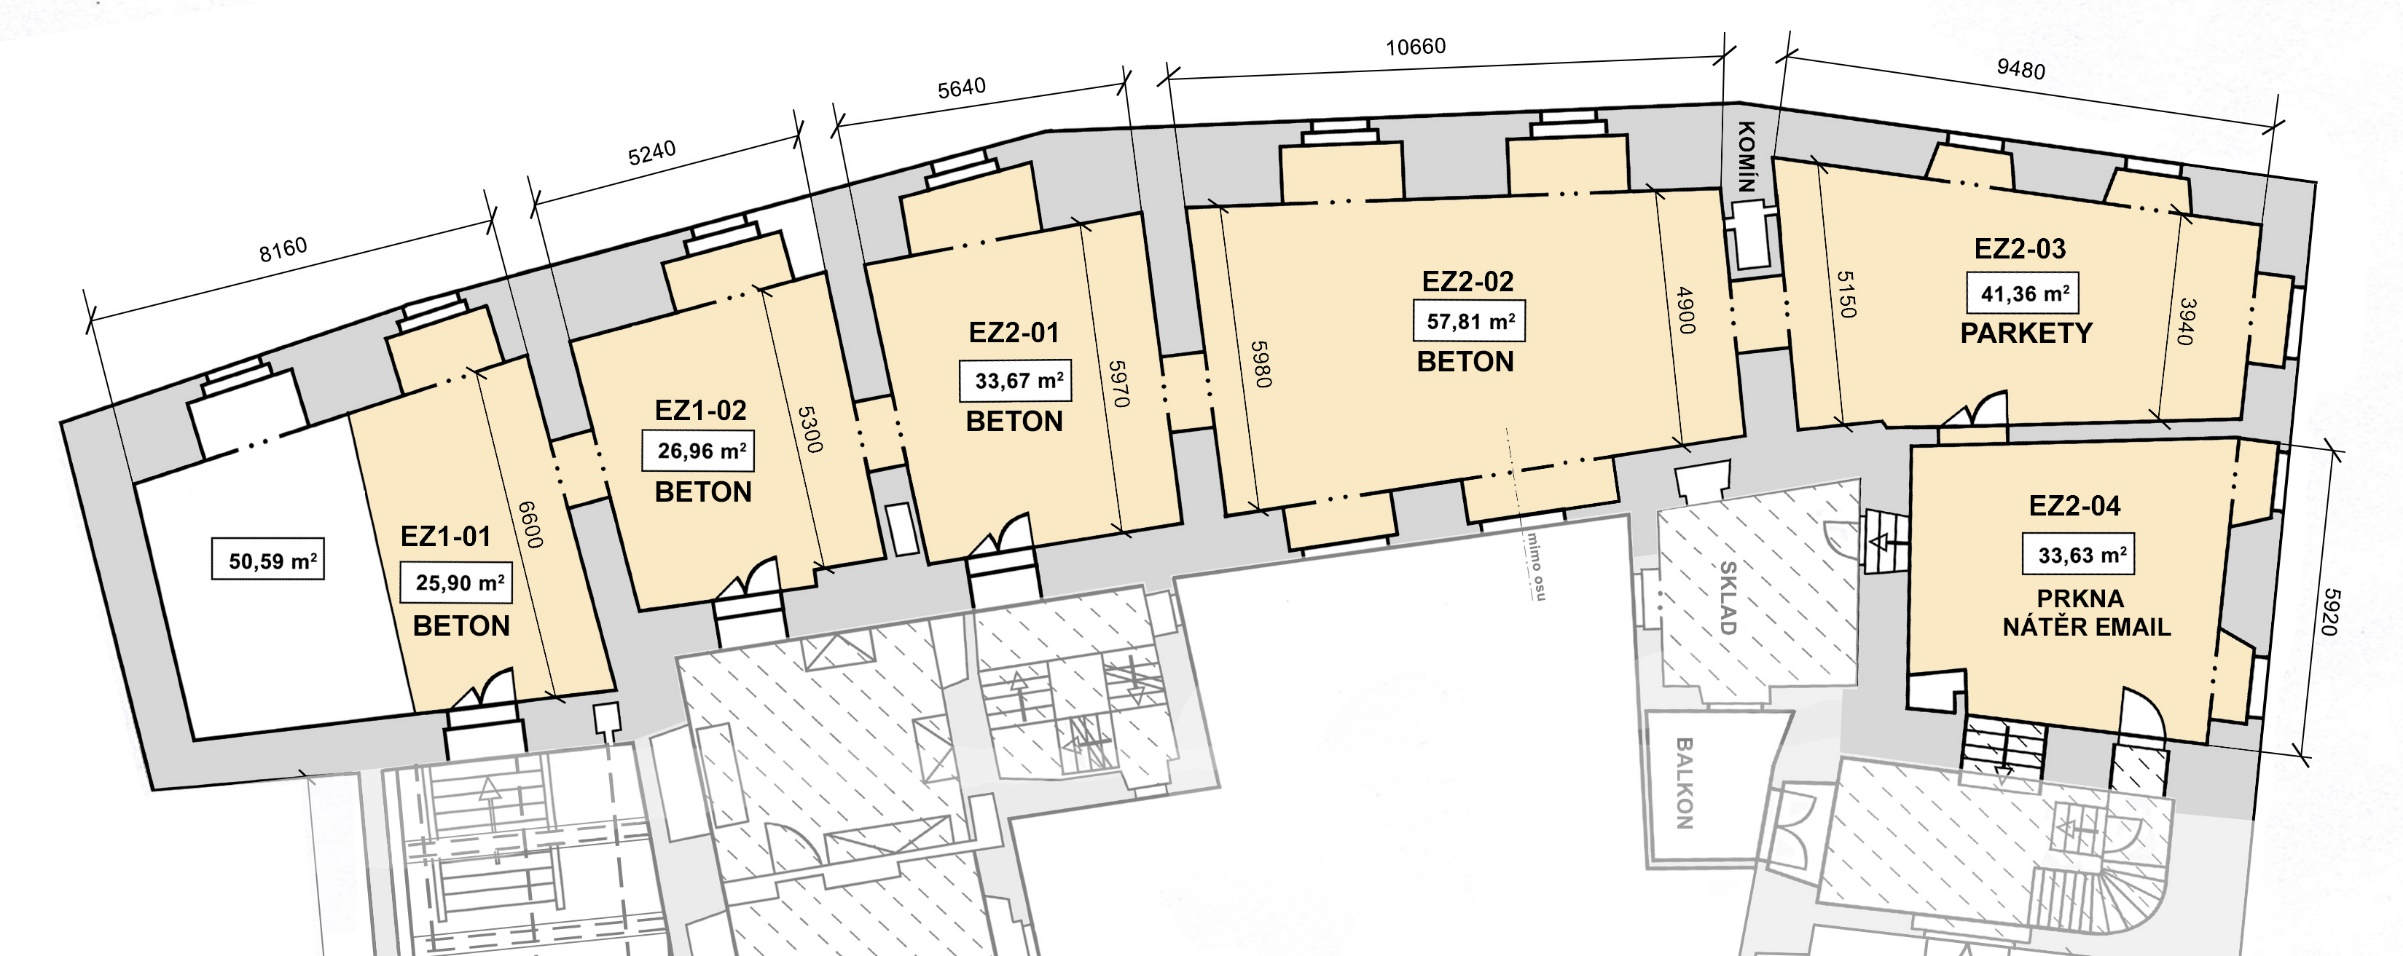 8160
5240
5640
10660
9480
50,59 m²
EZ1-01
25,90 m²
BETON
6600
EZ1-02
26,96 m²
BETON
5300
EZ2-01
33,67 m²
BETON
5970
5980
EZ2-02
57,81 m²
BETON
4900
KOMÍN
5150
EZ2-03
41,36 m²
PARKETY
3940
EZ2-04
33,63 m²
PRKNA
NÁTĚR EMAIL
5920
mimo osu
SKLAD
BALKON